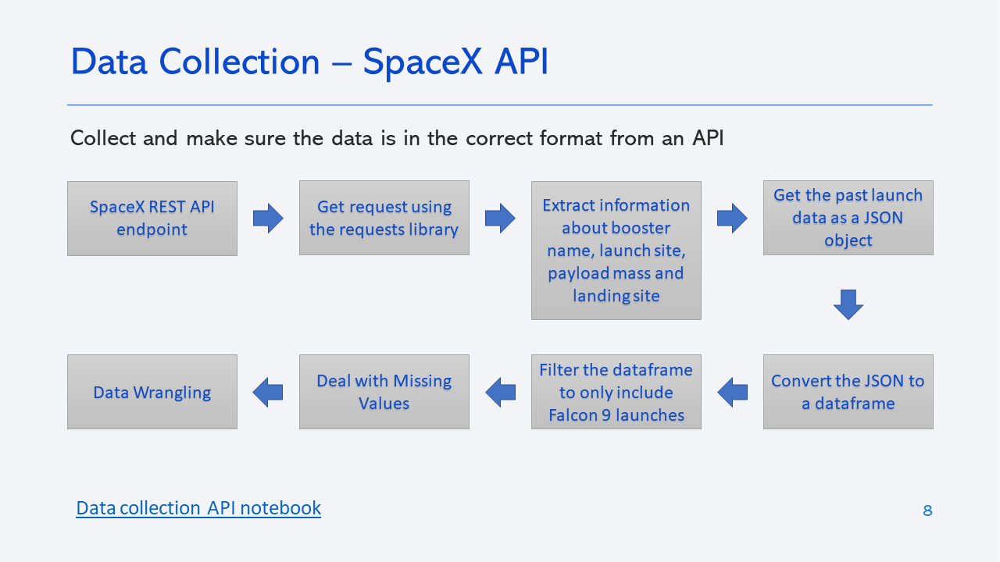 Data Collection – SpaceX API
Collect and make sure the data is in the correct format from an API
SpaceX REST API
endpoint
Get request using
the requests library
Extract information
about booster
name, launch site,
payload mass and
landing site
Get the past launch
data as a JSON
object
Convert the JSON to
a dataframe
Filter the dataframe
to only include
Falcon 9 launches
Deal with Missing
Values
Data Wrangling
Data collection API notebook
8